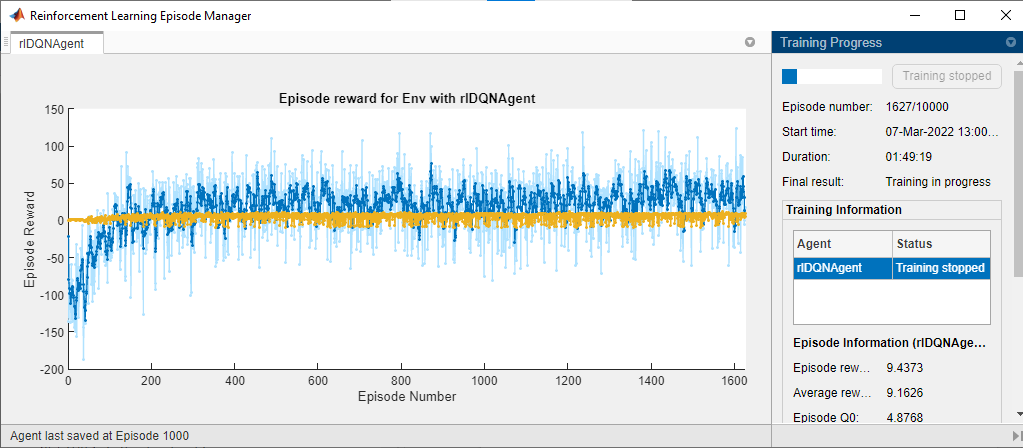 Reinforcement Learning Episode Manager
rlDQNAgent
Episode reward for Env with rlDQNAgent
150
100
50
0
-50
-100
-150
-200
Episode Reward
0
200
400
600
800
1000
1200
1400
1600
Episode Number
Training Progress
Training stopped
Episode number: 1627/10000
Start time: 07-Mar-2022 13:00...
Duration: 01:49:19
Final result: Training in progress
Training Information
Agent Status
rlDQNAgent Training stopped
Episode Information (rlDQNAge...
Episode rew... 9.4373
Average rew... 9.1626
Episode Q0: 4.8768
Agent last saved at Episode 1000